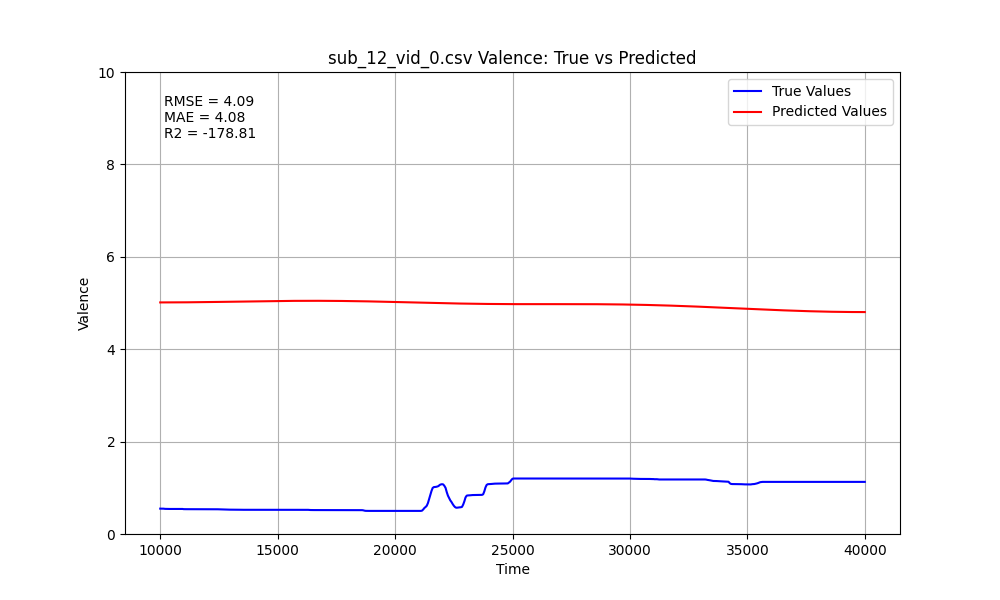 sub_12_vid_0.csv Valence: True vs Predicted
RMSE = 4.09
MAE = 4.08
R2 = -178.81
True Values
Predicted Values
Valence
10
8
6
4
2
0
10000 15000 20000 25000 30000 35000 40000
Time